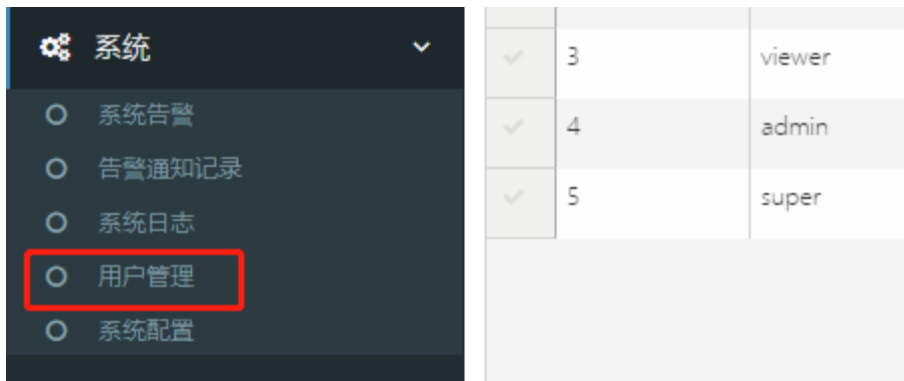 系统
系统告警
告警通知记录
系统日志
用户管理
系统配置
3 viewer
4 admin
5 super